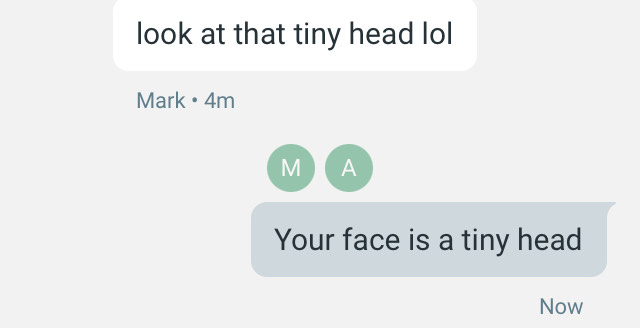 look at that tiny head lol
Mark • 4m
M A
Your face is a tiny head
Now